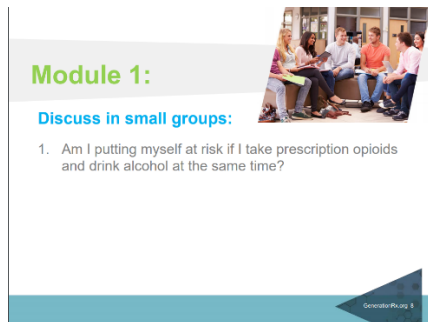 Module 1:
Discuss in small groups:
1. Am I putting myself at risk if I take prescription opioids
and drink alcohol at the same time?
GenerationRx.org 8